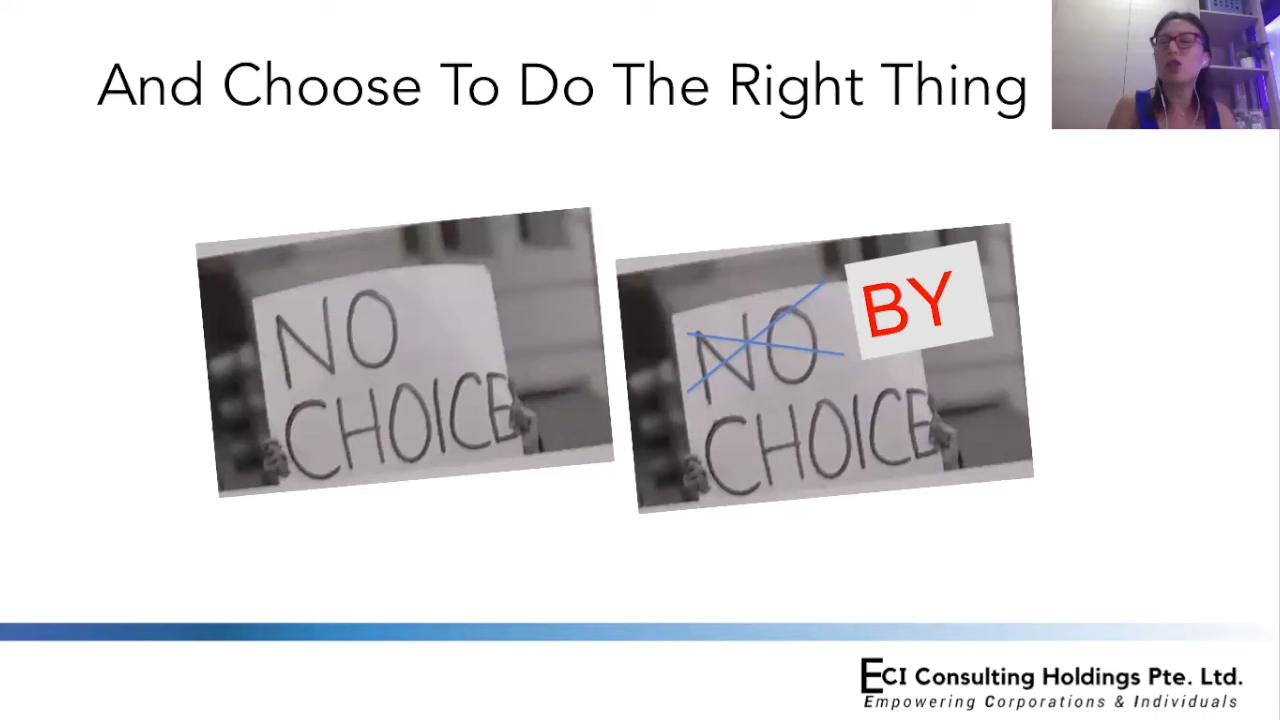 And Choose To Do The Right Thing
NO
CHOICE
NO
BY
CHOICE
ECI Consulting Holdings Pte. Ltd.
Empowering Corporations & Individuals